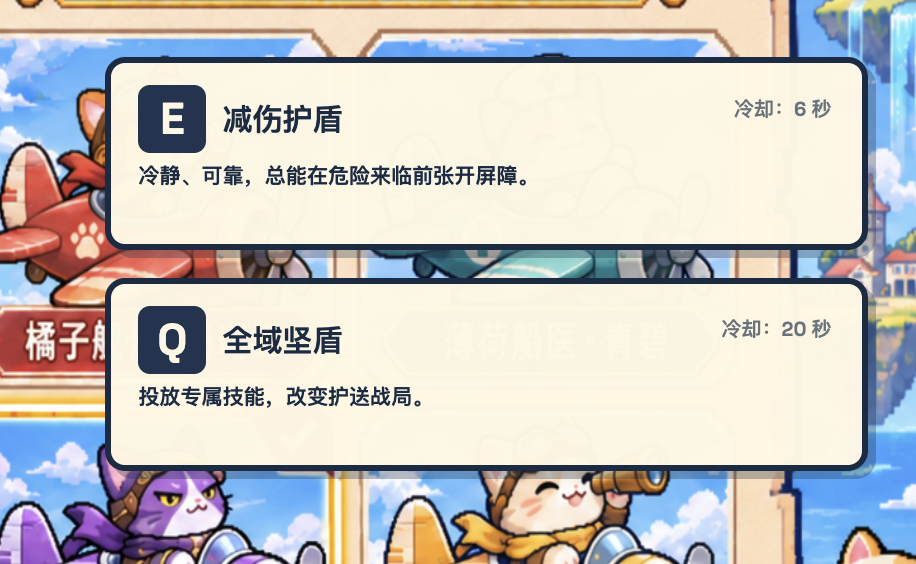 E 减伤护盾
冷却：6 秒
冷静、可靠，总能在危险来临前张开屏障。
Q 全域坚盾
冷却：20 秒
投放专属技能，改变护送战局。
橘子